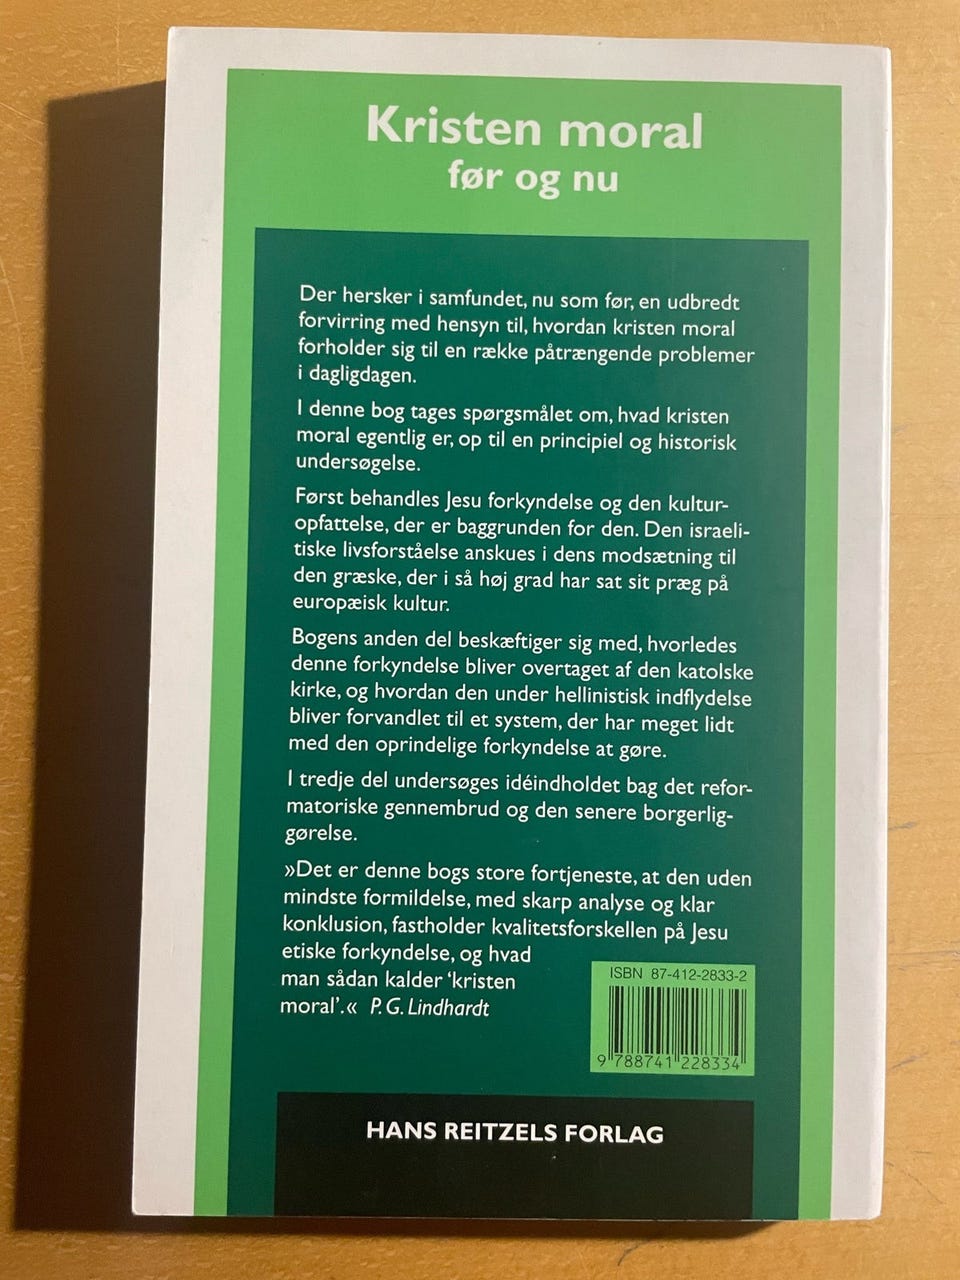 Kristen moral
før og nu
Der hersker i samfundet, nu som før, en udbredt
forvirring med hensyn til, hvordan kristen moral
forholder sig til en række påtrængende problemer
i dagligdagen.
I denne bog tages spørgsmålet om, hvad kristen
moral egentlig er, op til en principiel og historisk
undersøgelse.
Først behandles Jesu forkyndelse og den kultur-
opfattelse, der er baggrunden for den. Den israeli-
tiske livsforståelse anskues i dens modsætning til
den græske, der i så høj grad har sat sit præg på
europæisk kultur.
Bogens anden del beskæftiger sig med, hvorledes
denne forkyndelse bliver overtaget af den katolske
kirke, og hvordan den under hellinistisk indflydelse
bliver forvandlet til et system, der har meget lidt
med den oprindelige forkyndelse at gøre.
I tredje del undersøges idéindholdet bag det refor-
matoriske gennembrud og den senere borgerlig-
gørelse.
»Det er denne bogs store fortjeneste, at den uden
mindste formildelse, med skarp analyse og klar
konklusion, fastholder kvalitetsforskellen på Jesu
etiske forkyndelse, og hvad
man sådan kalder 'kristen
moral'.« P. G. Lindhardt
ISBN 87-412-2833-2
9 788741 228334
HANS REITZELS FORLAG